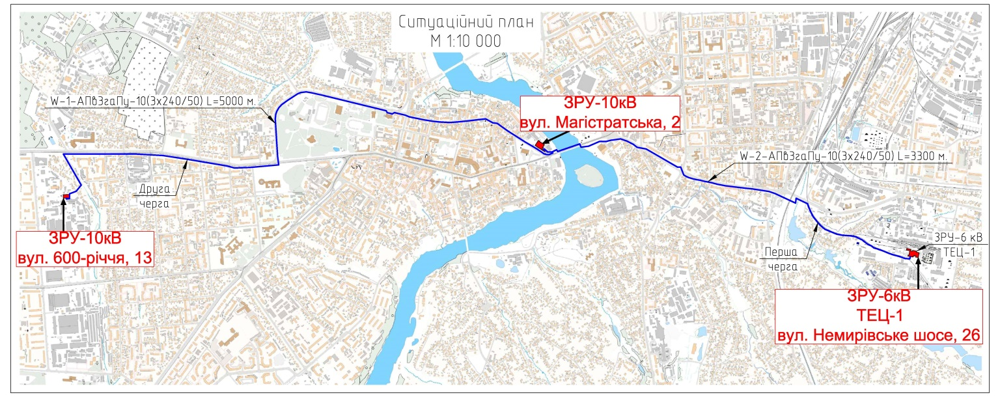 Ситуаційний план
М 1:10 000
W-1-АПвЗгаПу-10(3х240/50) L=5000 м.
ЗРУ-10кВ
вул. Магістратська, 2
W-2-АПвЗгаПу-10(3х240/50) L=3300 м.
Друга
черга
ЗРУ-10кВ
вул. 600-річчя, 13
Перша
черга
ЗРУ-6 кВ
ТЕЦ-1
ЗРУ-6кВ
ТЕЦ-1
вул. Немирівське шосе, 26